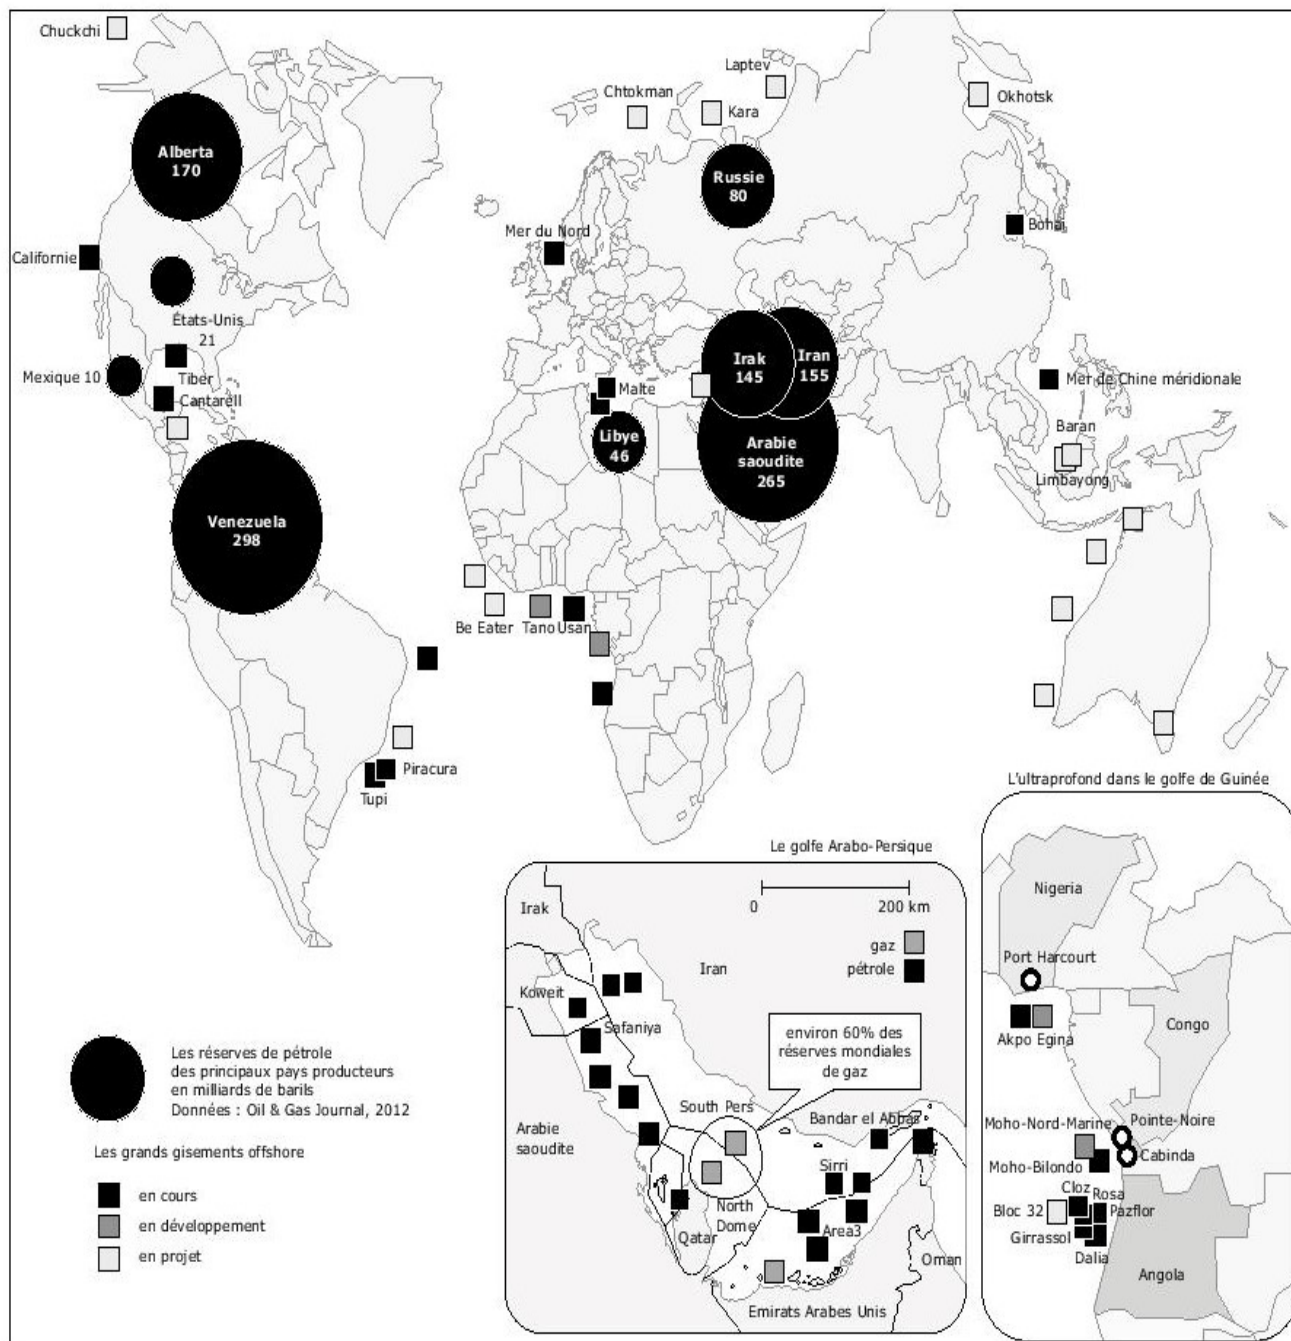 Chuckchi
Laptev
Chtokman
Kara
Okhotsk
Alberta
170
Russie
80
Mer du Nord
Bohai
Californie
États-Unis
21
Irak
145
Iran
155
Mexique 10
Tiber
Cantarell
Malte
Mer de Chine méridionale
Libye
46
Arabie
saoudite
265
Baran
Limbayong
Venezuela
298
Be Eater
Tano
Usan
Piracura
Tupi
L'ultraprofond dans le golfe de Guinée
Le golfe Arabo-Persique
0
200 km
gaz
pétrole
Irak
Iran
Koweit
Safaniya
environ 60% des
réserves mondiales
de gaz
South Pers
Bandar el Abbas
Arabie
saoudite
Sirri
North
Dome
Qatar
Area3
Oman
Emirats Arabes Unis
Nigeria
Port Harcourt
Akpo Egina
Congo
Moho-Nord-Marine
Pointe-Noire
Moho-Bilondo
Cabinda
Cloz
Rosa
Bloc 32
Pazflor
Girrassol
Dalia
Angola
Les réserves de pétrole
des principaux pays producteurs
en milliards de barils
Données : Oil & Gas Journal, 2012
Les grands gisements offshore
en cours
en développement
en projet